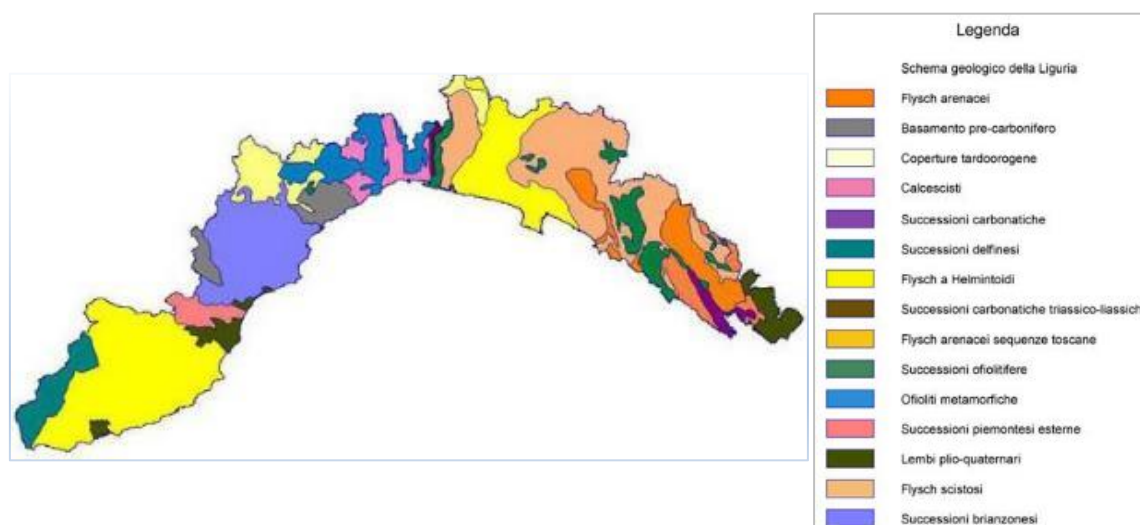 Legenda
Schema geologico della Liguria
Flysch arenacei
Basamento pre-carbonifero
Coperture tardoorogene
Calcescisti
Successioni carbonatiche
Successioni delfinesi
Flysch a Helmintoidi
Successioni carbonatiche triassico-liassich
Flysch arenacei sequenze toscane
Successioni ofiolitifere
Ofioliti metamorfiche
Successioni piemontesi esterne
Lembi plio-quaternari
Flysch scistosi
Successioni brianzonesi